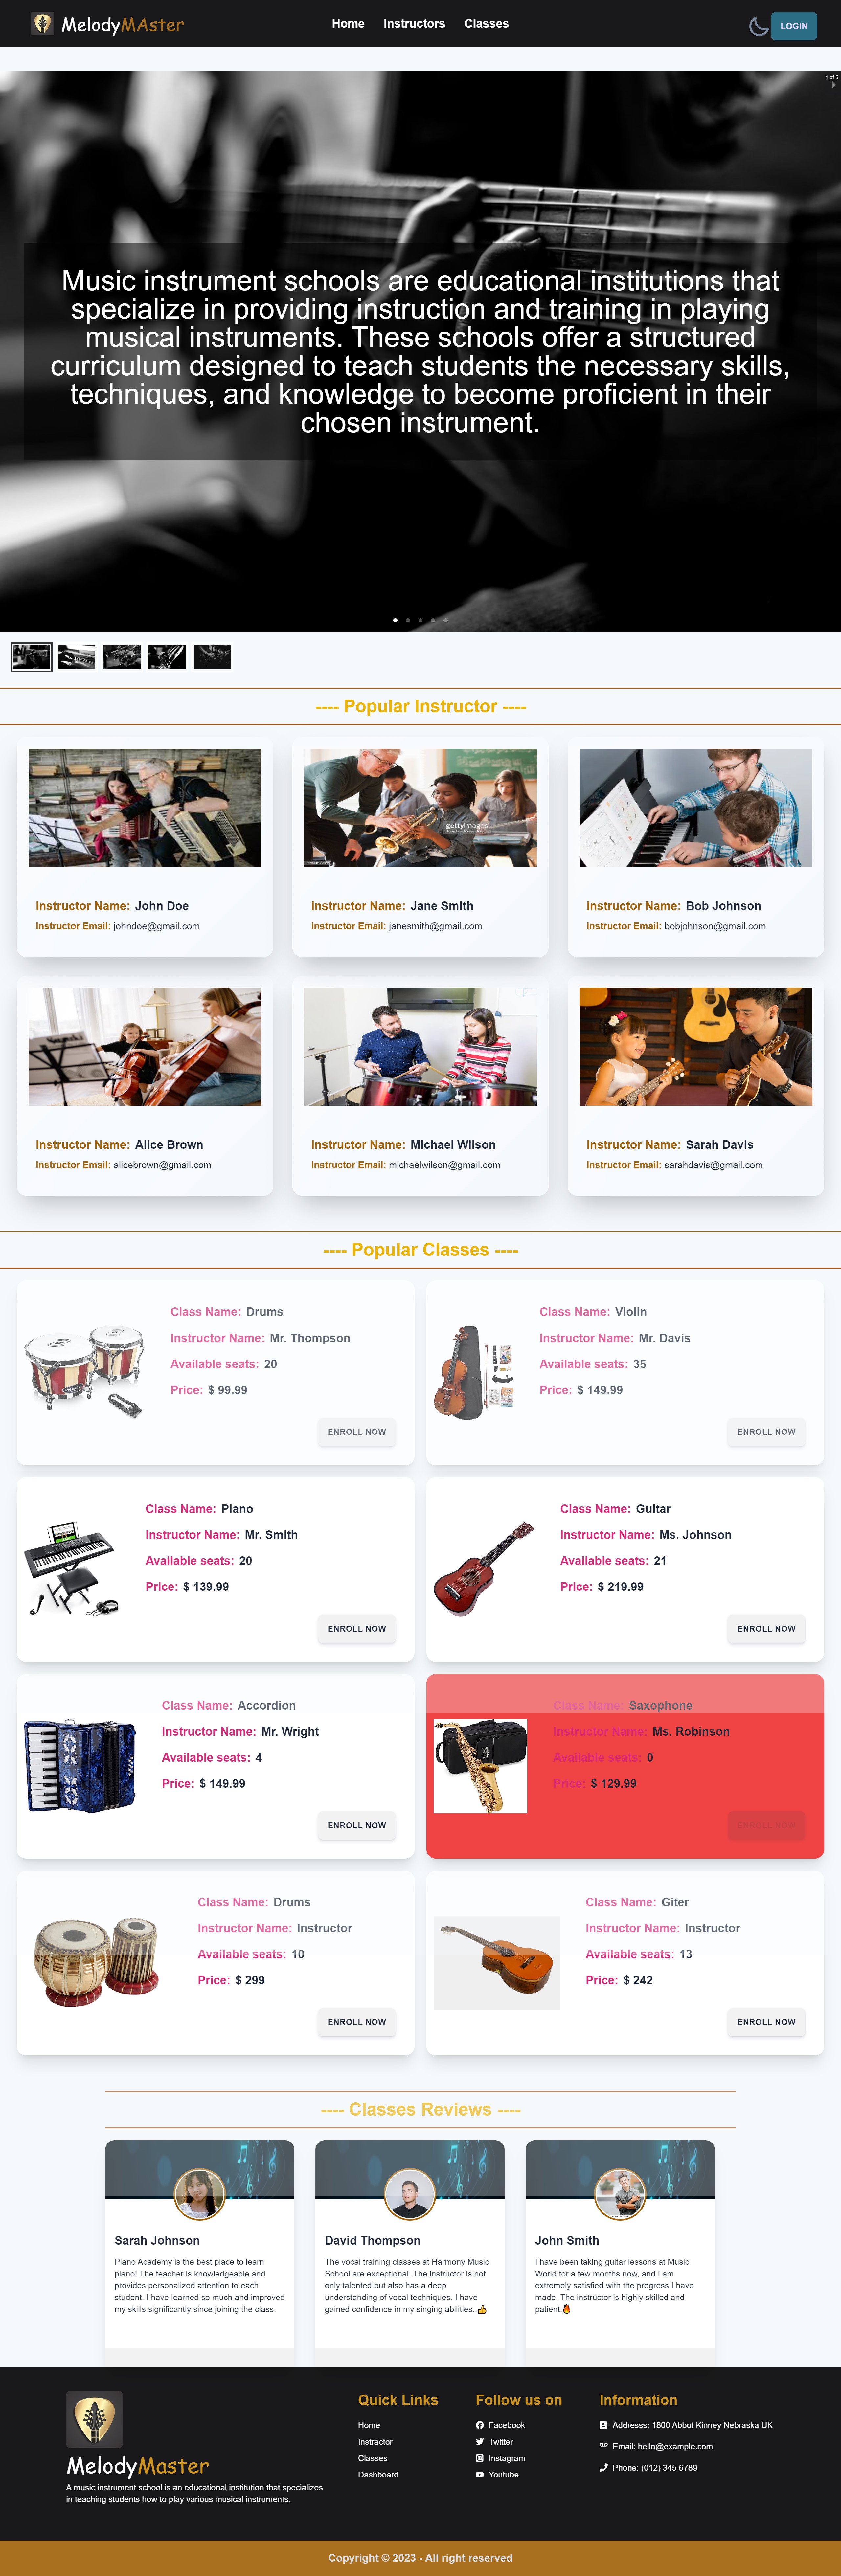 MelodyMAster
Home Instructors Classes
LOGIN
1 of 5
Music instrument schools are educational institutions that
specialize in providing instruction and training in playing
musical instruments. These schools offer a structured
curriculum designed to teach students the necessary skills,
techniques, and knowledge to become proficient in their
chosen instrument.
---- Popular Instructor ----
gettyimages
Instructor Name: John Doe
Instructor Email: johndoe@gmail.com
Instructor Name: Jane Smith
Instructor Email: janesmith@gmail.com
Instructor Name: Bob Johnson
Instructor Email: bobjohnson@gmail.com
Instructor Name: Alice Brown
Instructor Email: alicebrown@gmail.com
Instructor Name: Michael Wilson
Instructor Email: michaelwilson@gmail.com
Instructor Name: Sarah Davis
Instructor Email: sarahdavis@gmail.com
---- Popular Classes ----
Class Name: Drums
Instructor Name: Mr. Thompson
Available seats: 20
Price: $ 99.99
ENROLL NOW
Class Name: Violin
Instructor Name: Mr. Davis
Available seats: 35
Price: $ 149.99
ENROLL NOW
Class Name: Piano
Instructor Name: Mr. Smith
Available seats: 20
Price: $ 139.99
ENROLL NOW
Class Name: Guitar
Instructor Name: Ms. Johnson
Available seats: 21
Price: $ 219.99
ENROLL NOW
Class Name: Accordion
Instructor Name: Mr. Wright
Available seats: 4
Price: $ 149.99
ENROLL NOW
Class Name: Saxophone
Instructor Name: Ms. Robinson
Available seats: 0
Price: $ 129.99
ENROLL NOW
Class Name: Drums
Instructor Name: Instructor
Available seats: 10
Price: $ 299
ENROLL NOW
Class Name: Giter
Instructor Name: Instructor
Available seats: 13
Price: $ 242
ENROLL NOW
---- Classes Reviews ----
Sarah Johnson
Piano Academy is the best place to learn
piano! The teacher is knowledgeable and
provides personalized attention to each
student. I have learned so much and improved
my skills significantly since joining the class.
David Thompson
The vocal training classes at Harmony Music
School are exceptional. The instructor is not
only talented but also has a deep
understanding of vocal techniques. I have
gained confidence in my singing abilities..👍
John Smith
I have been taking guitar lessons at Music
World for a few months now, and I am
extremely satisfied with the progress I have
made. The instructor is highly skilled and
patient.🔥
MelodyMaster
A music instrument school is an educational institution that specializes
in teaching students how to play various musical instruments.
Quick Links
Home
Instractor
Classes
Dashboard
Follow us on
Facebook
Twitter
Instagram
Youtube
Information
Addresss: 1800 Abbot Kinney Nebraska UK
Email: hello@example.com
Phone: (012) 345 6789
Copyright © 2023 - All right reserved